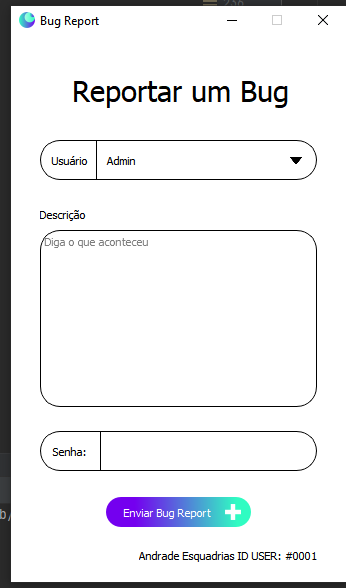 Bug Report
Reportar um Bug
Usuário Admin
Descrição
Diga o que aconteceu
Senha:
Enviar Bug Report
Andrade Esquadrias ID USER: #0001
b/